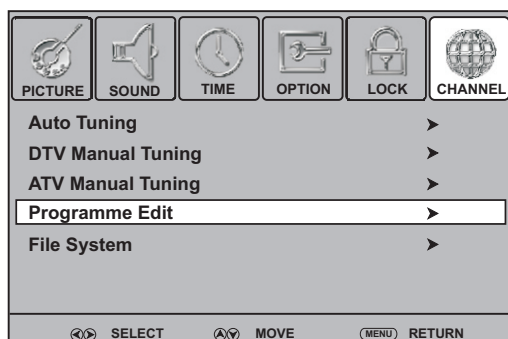 PICTURE SOUND TIME OPTION LOCK CHANNEL
Auto Tuning
DTV Manual Tuning
ATV Manual Tuning
Programme Edit
File System
SELECT MOVE MENU RETURN